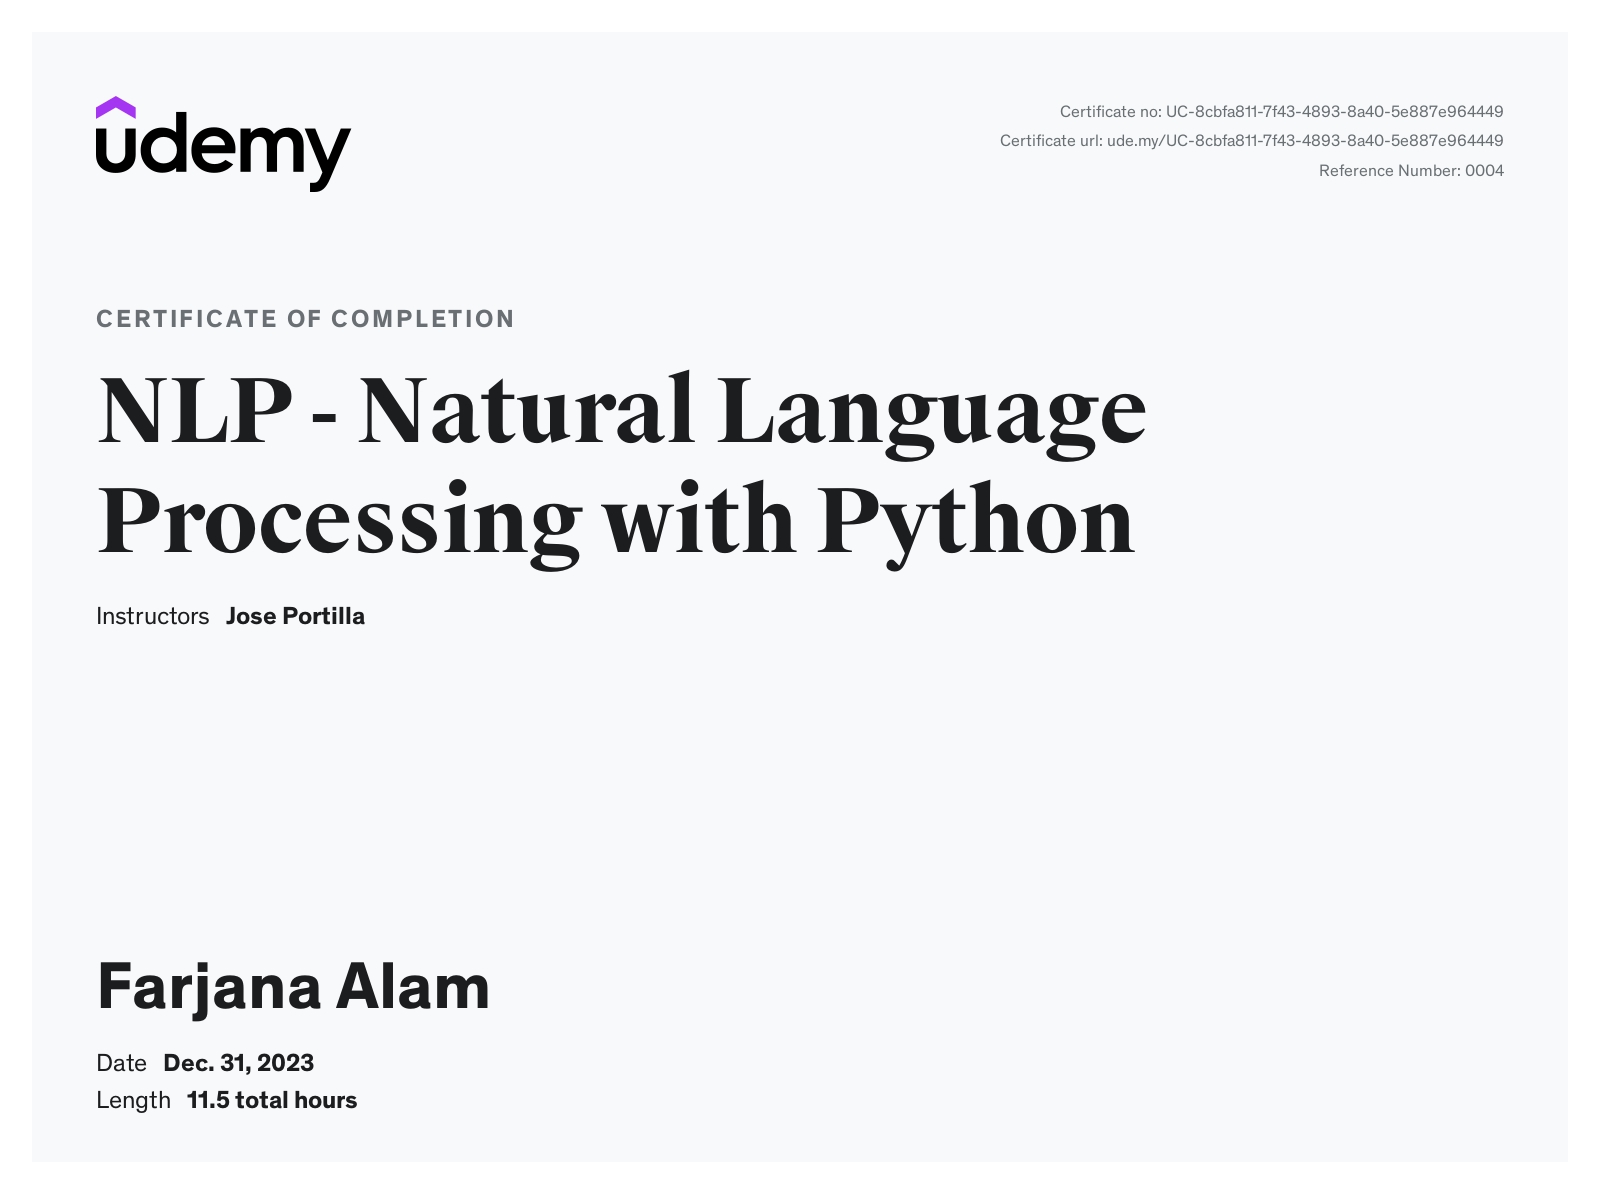 udemy
Certificate no: UC-8cbfa811-7f43-4893-8a40-5e887e964449
Certificate url: ude.my/UC-8cbfa811-7f43-4893-8a40-5e887e964449
Reference Number: 0004
CERTIFICATE OF COMPLETION
NLP - Natural Language
Processing with Python
Instructors Jose Portilla
Farjana Alam
Date Dec. 31, 2023
Length 11.5 total hours